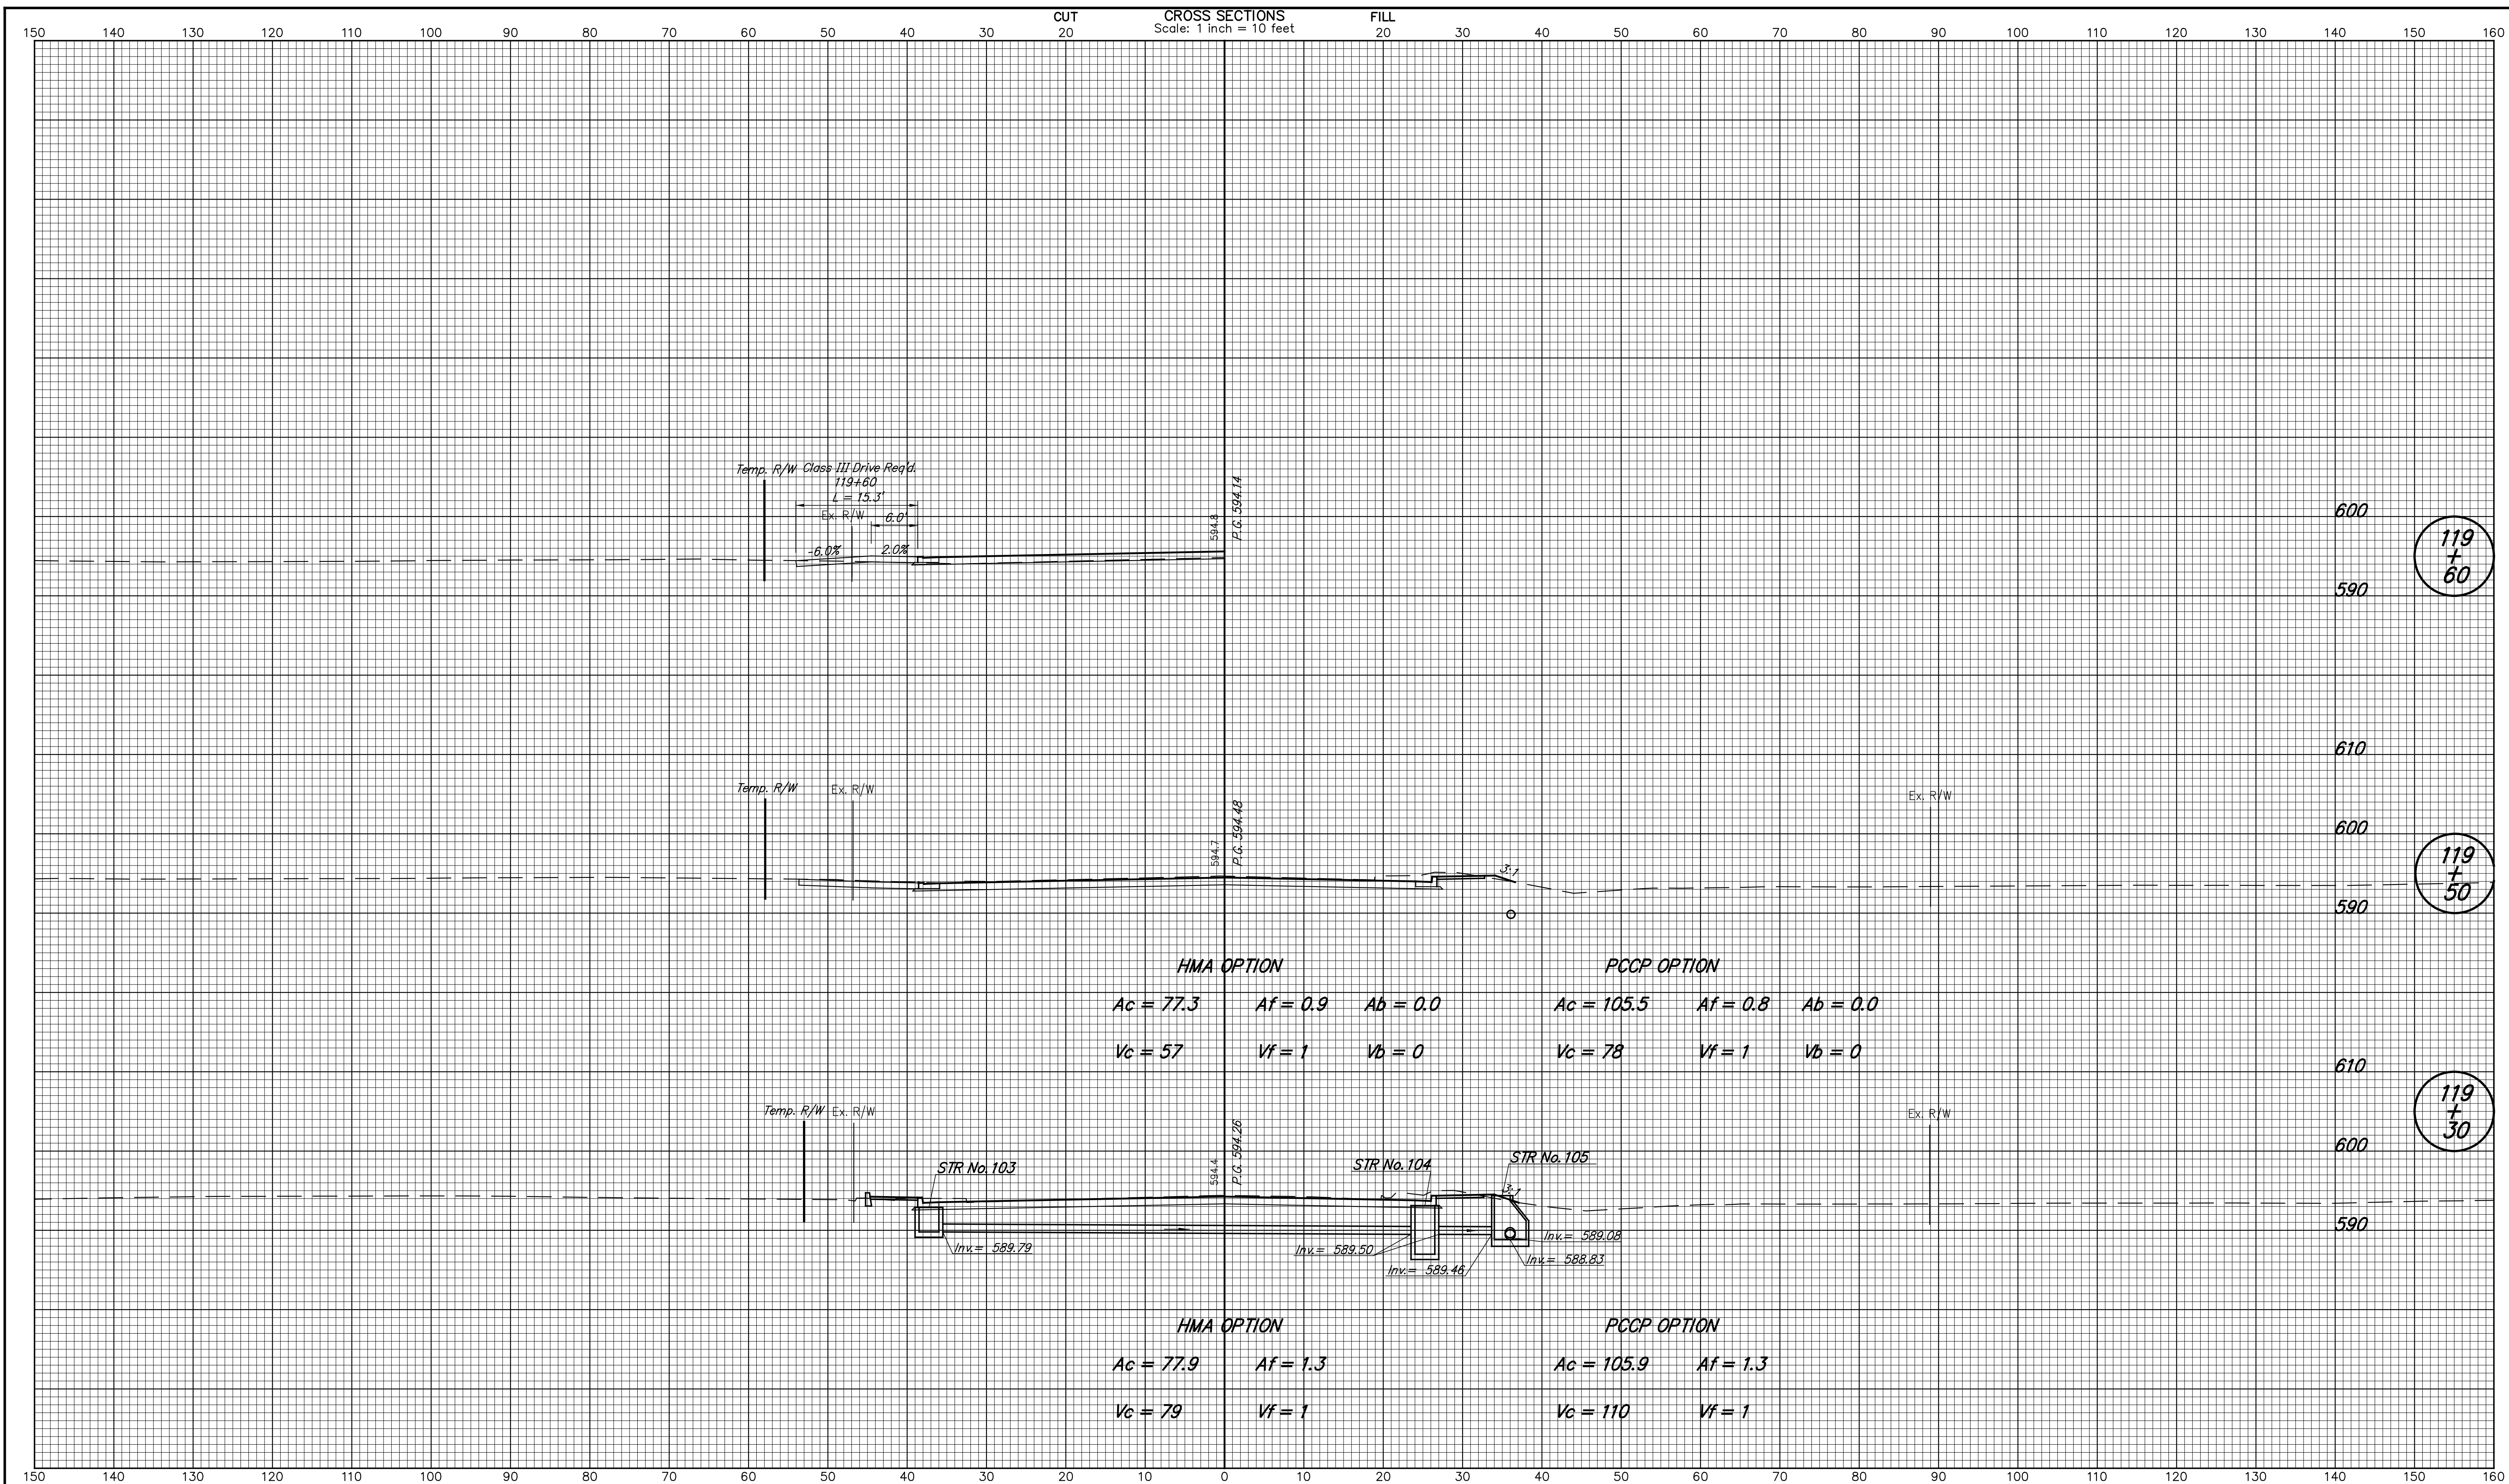 CUT CROSS SECTIONS FILL
Scale: 1 inch = 10 feet
150 140 130 120 110 100 90 80 70 60 50 40 30 20 10 20 30 40 50 60 70 80 90 100 110 120 130 140 150 160
Temp. R/W Class III Drive Req'd.
119+60
L = 15.3'
Ex. R/W 6.0'
-6.0% 2.0%
594.8
P.G. 594.14
600
590
119
+
60
610
Temp. R/W Ex. R/W
594.7
P.G. 594.48
3:1
Ex. R/W
600
590
119
+
50
HMA OPTION PCCP OPTION
Ac = 77.3 Af = 0.9 Ab = 0.0 Ac = 105.5 Af = 0.8 Ab = 0.0
Vc = 57 Vf = 1 Vb = 0 Vc = 78 Vf = 1 Vb = 0
610
Temp. R/W Ex. R/W
594.4
P.G. 594.26
Ex. R/W
119
+
30
600
STR No. 103 STR No. 104 STR No. 105
3:1
590
Inv.= 589.79 Inv.= 589.50 Inv.= 589.08
Inv.= 589.46 Inv.= 588.83
HMA OPTION PCCP OPTION
Ac = 77.9 Af = 1.3 Ac = 105.9 Af = 1.3
Vc = 79 Vf = 1 Vc = 110 Vf = 1
150 140 130 120 110 100 90 80 70 60 50 40 30 20 10 0 10 20 30 40 50 60 70 80 90 100 110 120 130 140 150 160